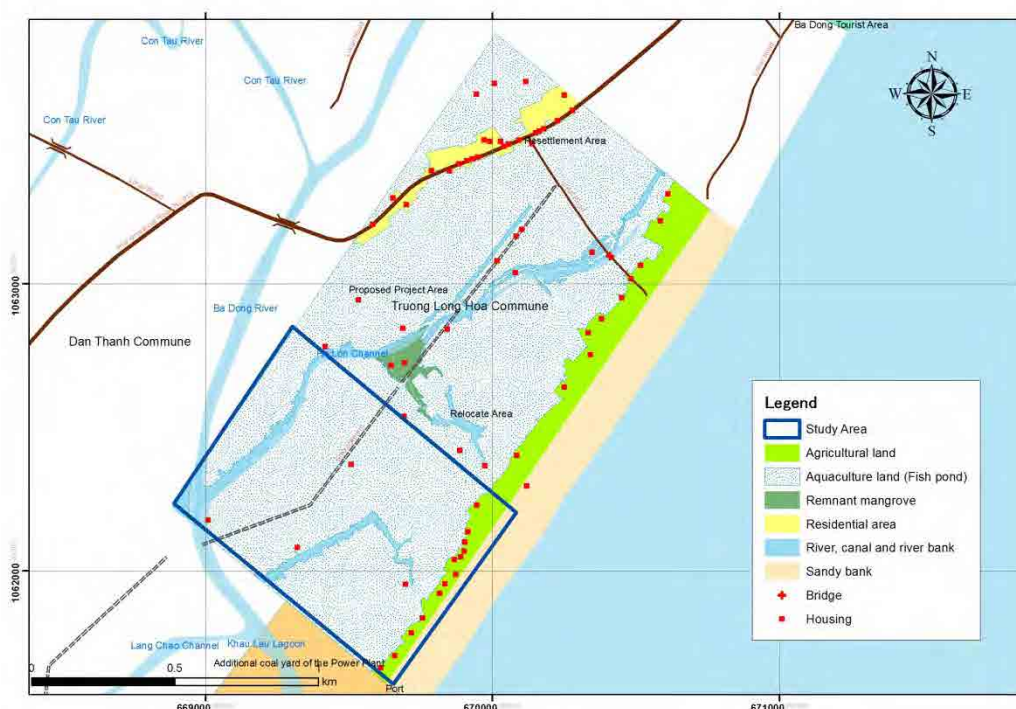 Ba Dong Tourist Area
Con Tau River
Con Tau River
Con Tau River
N
W E
S
Resettlement Area
1063000
Proposed Project Area
Truong Long Hoa Commune
Ba Dong River
Dan Thanh Commune
Channel
Relocate Area
Legend
Study Area
Agricultural land
Aquaculture land (Fish pond)
Remnant mangrove
Residential area
River, canal and river bank
Sandy bank
Bridge
Housing
1062000
Lang Chao Channel
Khau Lau Lagoon
Additional coal yard of the Power Plant
0 0.5 1
km
Port
669000
670000
671000